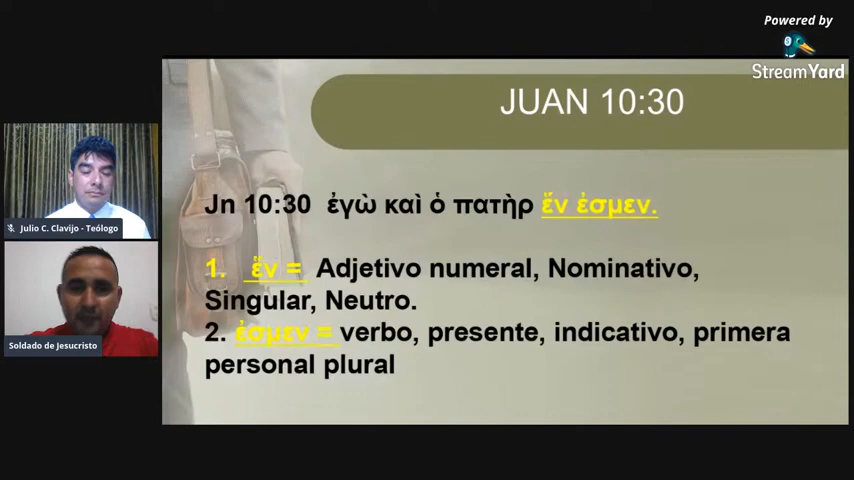 Powered by
StreamYard
JUAN 10:30
Jn 10:30 ἐγὼ καὶ ὁ πατὴρ ἕν ἐσμεν.
1. ἕν = Adjetivo numeral, Nominativo,
Singular, Neutro.
2. ἐσμεν = verbo, presente, indicativo, primera
personal plural
Julio C. Clavijo - Teólogo
Soldado de Jesucristo